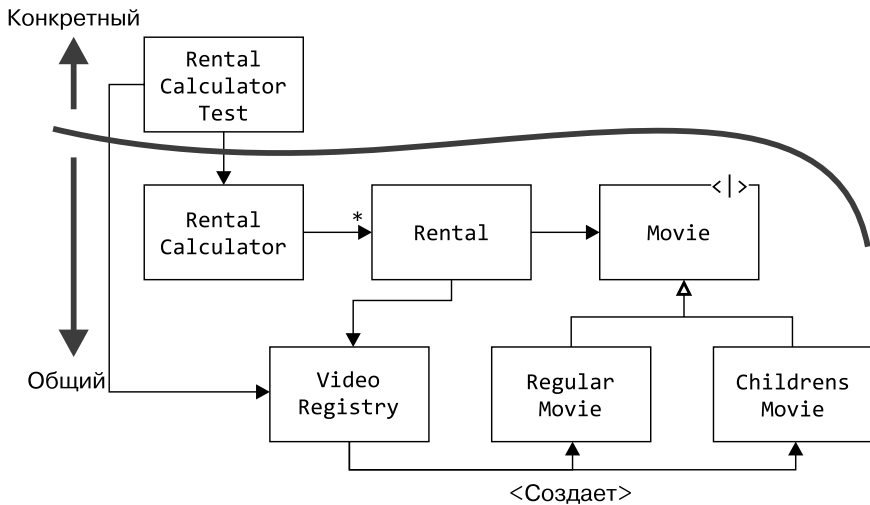 Конкретный
Rental
Calculator
Test
Rental
Calculator
*
Rental
<|>
Movie
Общий
Video
Registry
Regular
Movie
Childrens
Movie
<Создает>